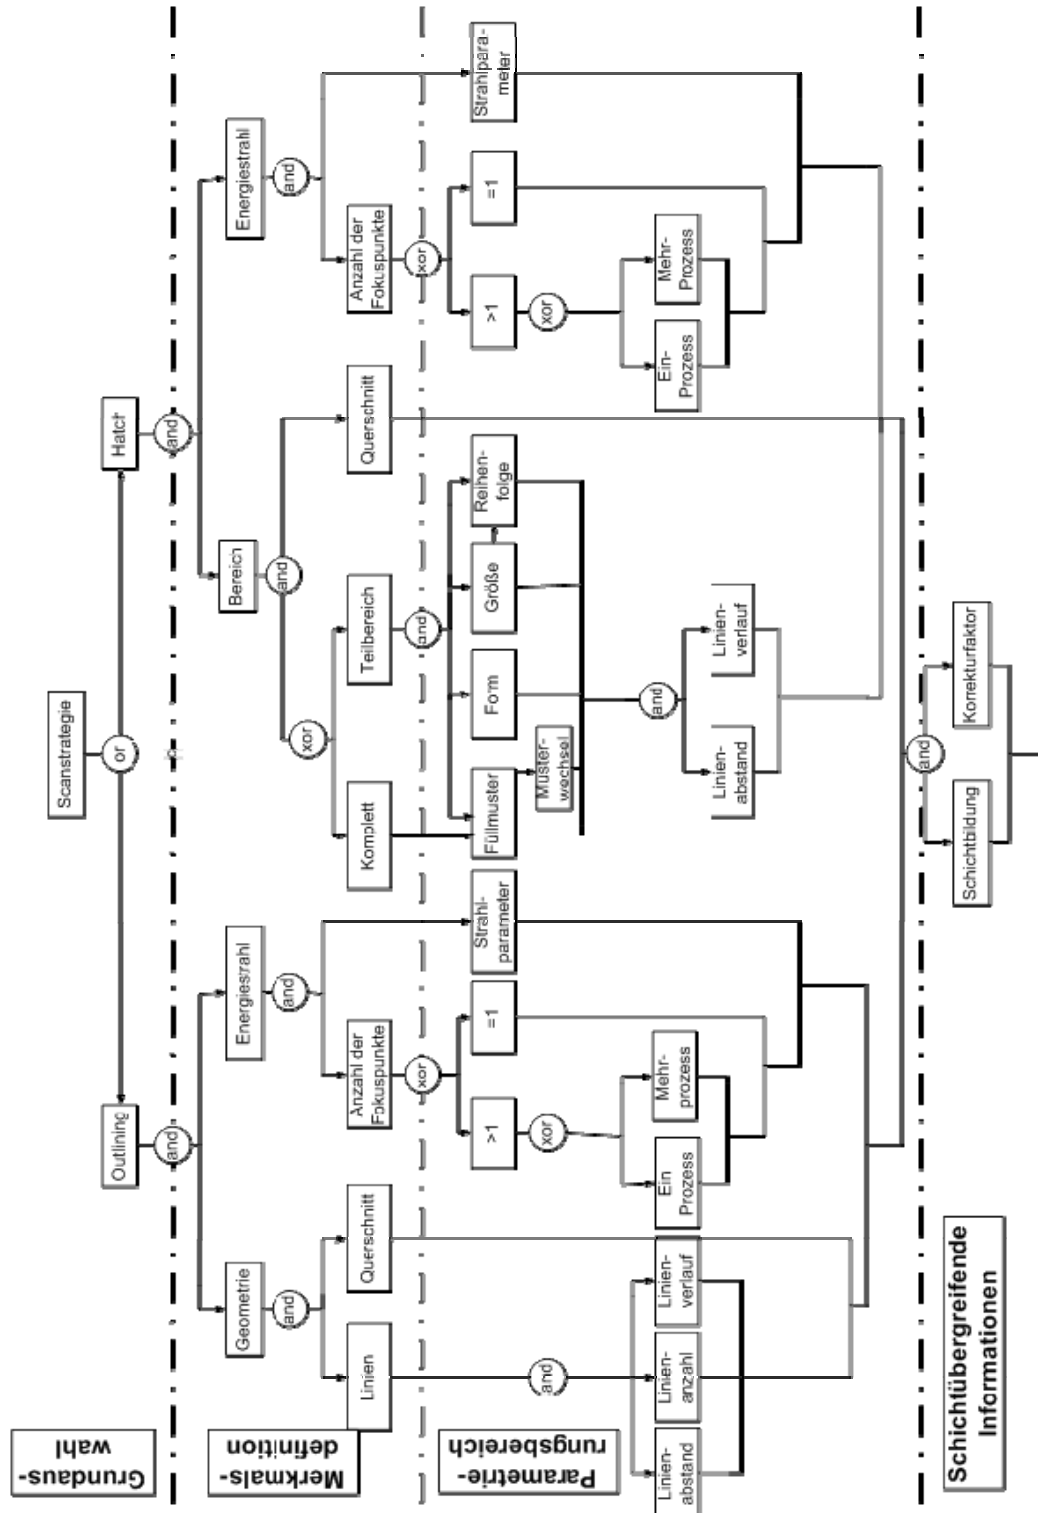 Scanstrategie
or
Outlining
Hatch
and
and
Geometrie
Energiestrahl
Bereich
Energiestrahl
and
and
and
and
xor
Linien
Querschnitt
Anzahl der
Fokuspunkte
Komplett
Teilbereich
Querschnitt
Anzahl der
Fokuspunkte
xor
and
xor
>1
=1
Strahl-
parameter
Füllmuster
Form
Größe
Reihen-
folge
>1
=1
Strahlpara-
meter
and
xor
Muster-
wechsel
xor
Linien-
abstand
Linien-
anzahl
Linien-
verlauf
Ein
Prozess
Mehr-
prozess
and
Ein-
Prozess
Mehr-
Prozess
Linien-
abstand
Linien-
verlauf
and
Schichtbildung
Korrekturfaktor
Grundaus-
wahl
Merkmals-
definition
Parametrie-
rungsbereich
Schichtübergreifende
Informationen